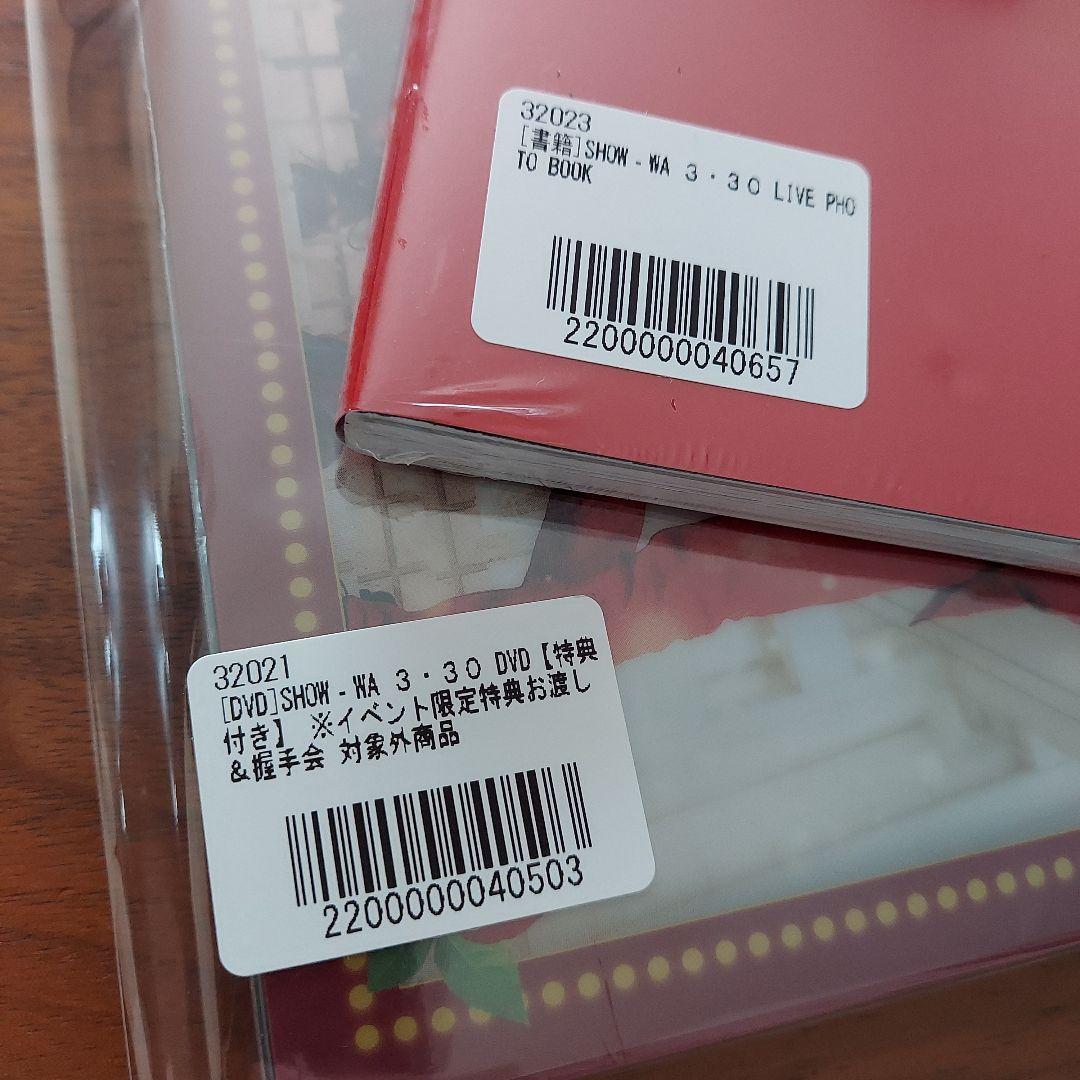 32023
[書籍]SHOW - WA ３・３０ LIVE PHO
TO BOOK
2200000040657
32021
[DVD]SHOW - WA ３・３０ DVD【特典
付き】 ※イベント限定特典お渡し
＆握手会 対象外商品
2200000040503